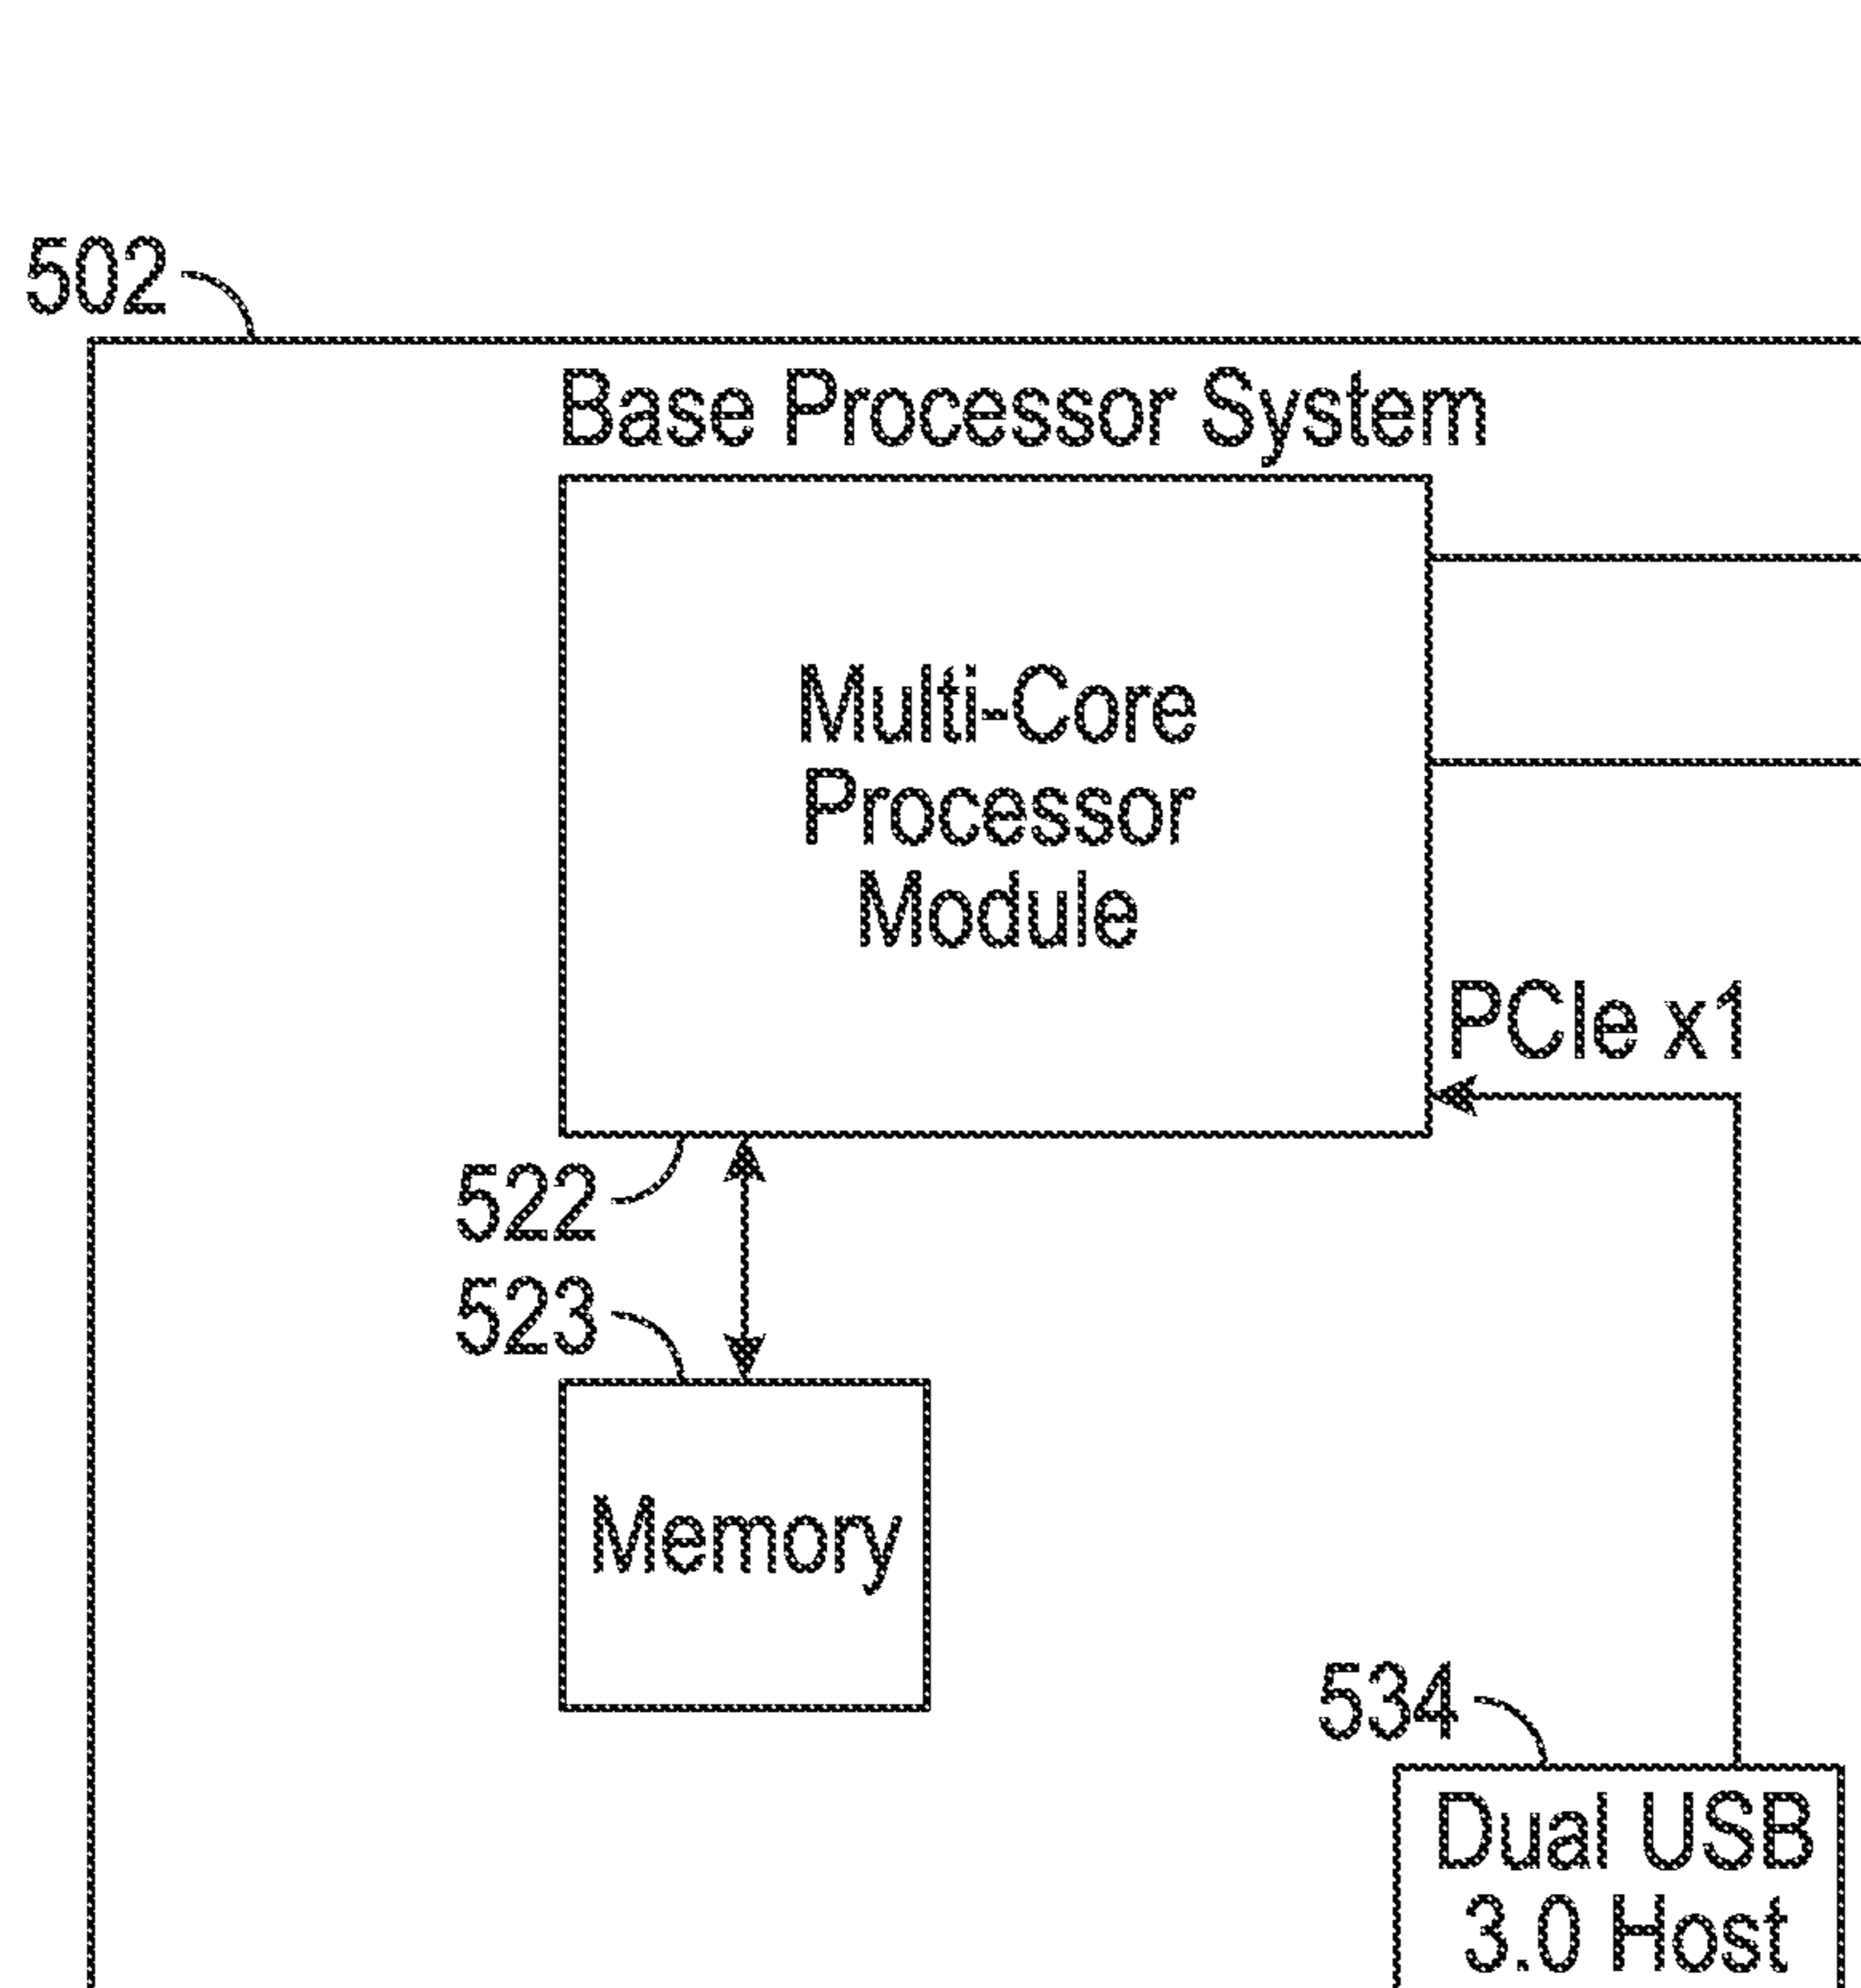 502
Base Processor System
Multi-Core
Processor
Module
PCIe x1
522
523
Memory
534
Dual USB
3.0 Host